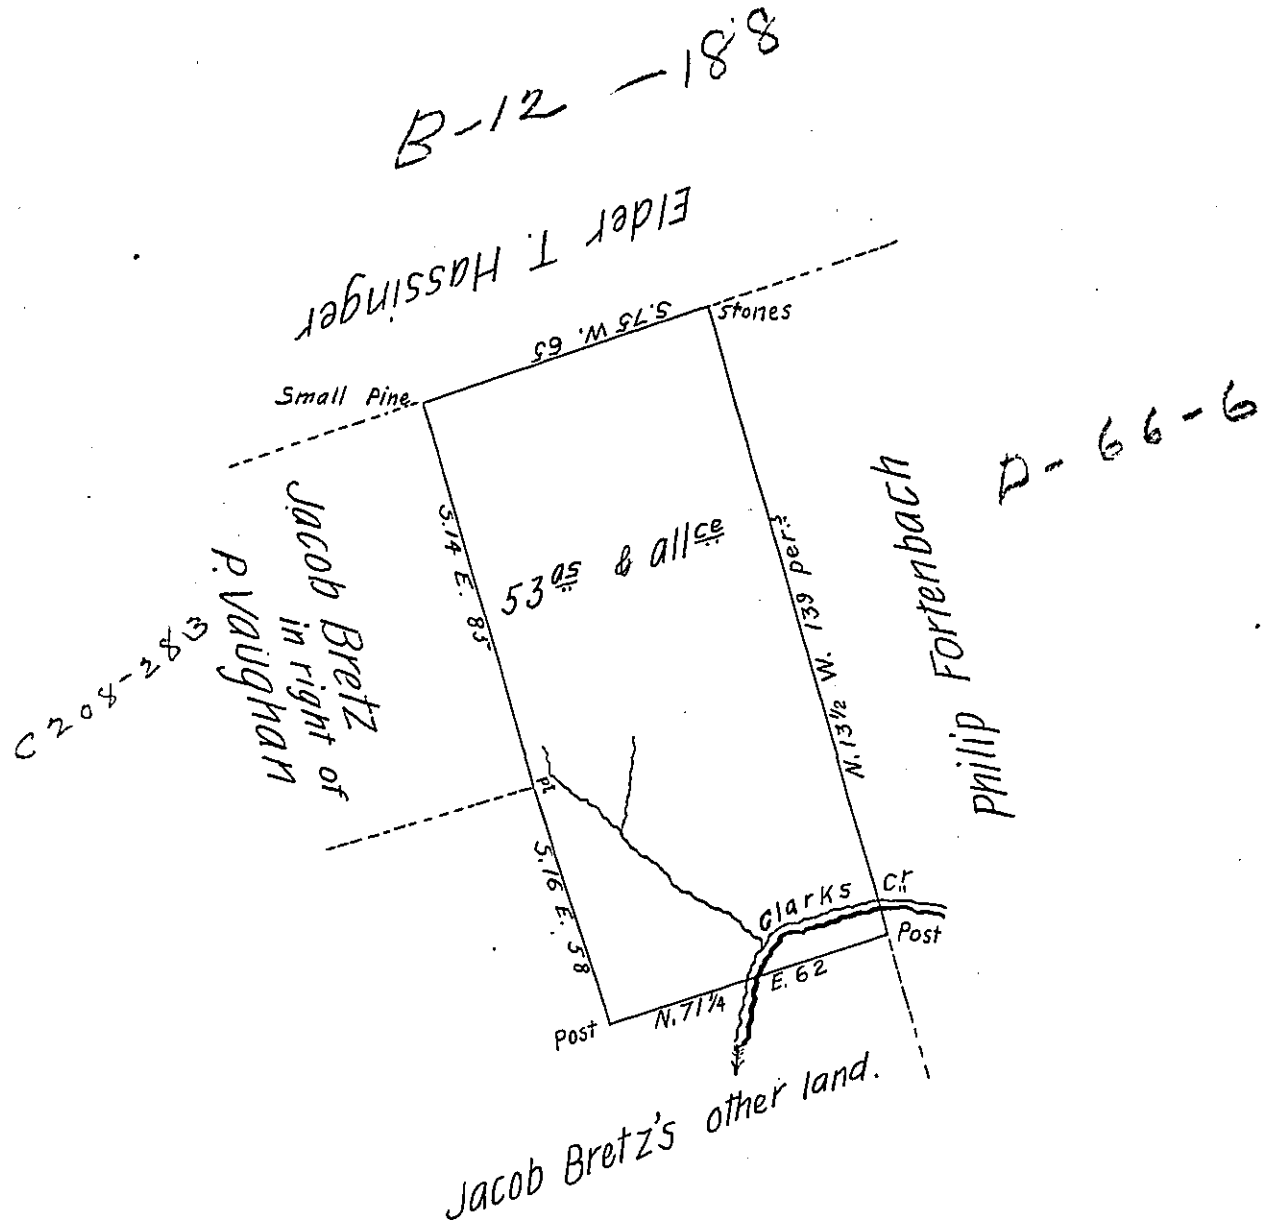 B-12 - 188
Elder T. Hassinger
S.75 W. 65
Stones
Small Pine
D-66-6
Jacob Bretz
in right of
P. Vaughan
C208-283
S.14 E. 85
53 as & allce
N.13½ W. 139 pers
Philip Fortenbach
pt
S.16 E. 58
Clarks Cr
Post
N.71¼ E. 62
Post
Jacob Bretz's other land.